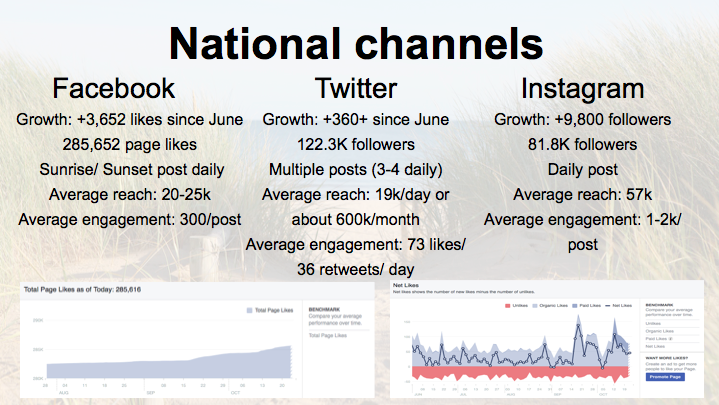 National channels
Facebook
Growth: +3,652 likes since June
285,652 page likes
Sunrise/ Sunset post daily
Average reach: 20-25k
Average engagement: 300/post
Twitter
Growth: +360+ since June
122.3K followers
Multiple posts (3-4 daily)
Average reach: 19k/day or
about 600k/month
Average engagement: 73 likes/
36 retweets/ day
Instagram
Growth: +9,800 followers
81.8K followers
Daily post
Average reach: 57k
Average engagement: 1-2k/
post
Total Page Likes as of Today: 285,616
Total Page Likes
BENCHMARK
Compare your average
performance over time.
Total Page Likes
AUG
SEP
OCT
Net Likes
Net likes shows the number of new likes minus the number of unlikes.
Unlikes
Organic Likes
Paid Likes
Net Likes
BENCHMARK
Compare your average
performance over time.
Unlikes
Organic Likes
Paid Likes
Net Likes
WANT MORE LIKES?
Create an ad to get more
people to like your Page.
Promote Page
JUL
AUG
SEP
OCT